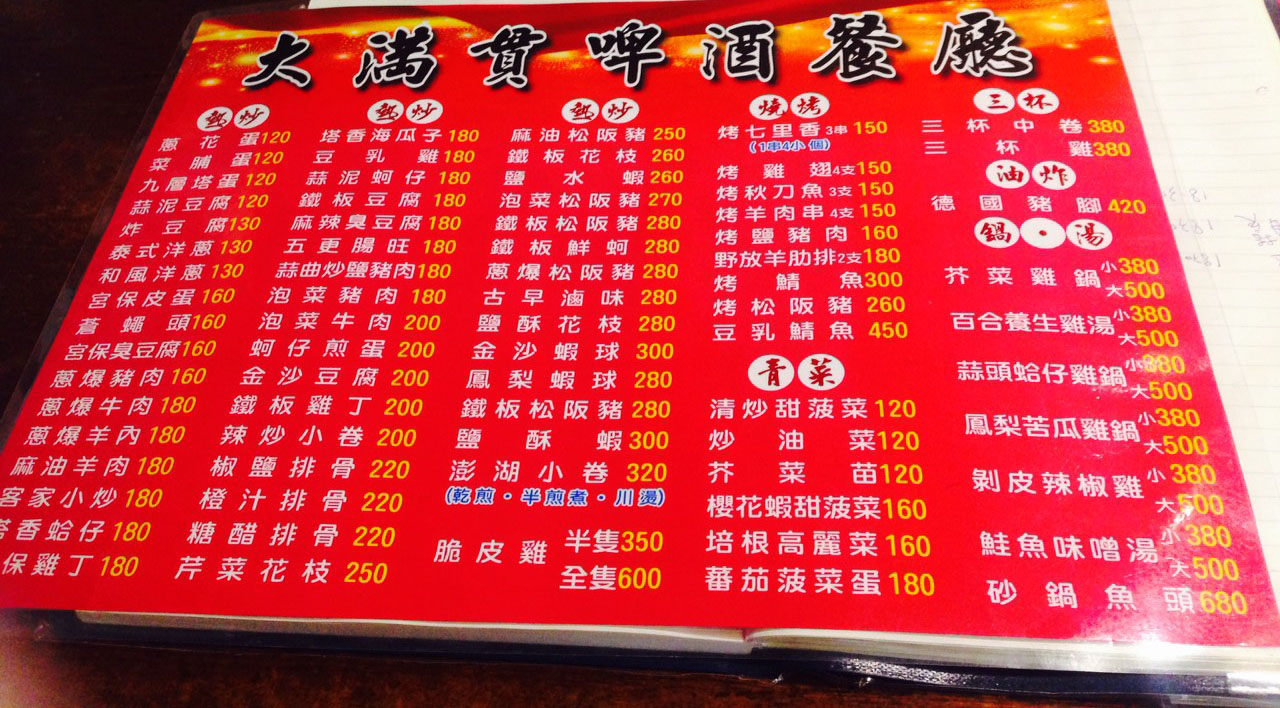 大滿貫啤酒餐廳
熱炒
蔥花蛋120
菜脯蛋120
九層塔蛋120
蒜泥豆腐120
炸豆腐130
泰式洋蔥130
和風洋蔥130
宮保皮蛋160
蒼蠅頭160
宮保臭豆腐160
蔥爆豬肉160
蔥爆牛肉180
蔥爆羊內180
麻油羊肉180
客家小炒180
塔香蛤仔180
保雞丁180
熱炒
塔香海瓜子180
豆乳雞180
蒜泥蚵仔180
鐵板豆腐180
麻辣臭豆腐180
五更腸旺180
蒜曲炒鹽豬肉180
泡菜豬肉180
泡菜牛肉200
蚵仔煎蛋200
金沙豆腐200
鐵板雞丁200
辣炒小卷200
椒鹽排骨220
橙汁排骨220
糖醋排骨220
芹菜花枝250
熱炒
麻油松阪豬250
鐵板花枝260
鹽水蝦260
泡菜松阪豬270
鐵板松阪豬280
鐵板鮮蚵280
蔥爆松阪豬280
古早滷味280
鹽酥花枝280
金沙蝦球300
鳳梨蝦球280
鐵板松阪豬280
鹽酥蝦300
澎湖小卷320
(乾煎・半煎煮・川燙)
脆皮雞 半隻350
全隻600
燒烤
烤七里香3串150
(1串4小個)
烤雞翅4支150
烤秋刀魚3支150
烤羊肉串4支150
烤鹽豬肉160
野放羊肋排2支180
烤鯖魚300
烤松阪豬260
豆乳鯖魚450
青菜
清炒甜菠菜120
炒油菜120
芥菜苗120
櫻花蝦甜菠菜160
培根高麗菜160
蕃茄菠菜蛋180
三杯
三杯中卷380
三杯雞380
油炸
德國豬腳420
鍋・湯
芥菜雞鍋 小380
大500
百合養生雞湯 小380
大500
蒜頭蛤仔雞鍋 小380
大500
鳳梨苦瓜雞鍋 小380
大500
剝皮辣椒雞 小380
大500
鮭魚味噌湯 小380
大500
砂鍋魚頭680